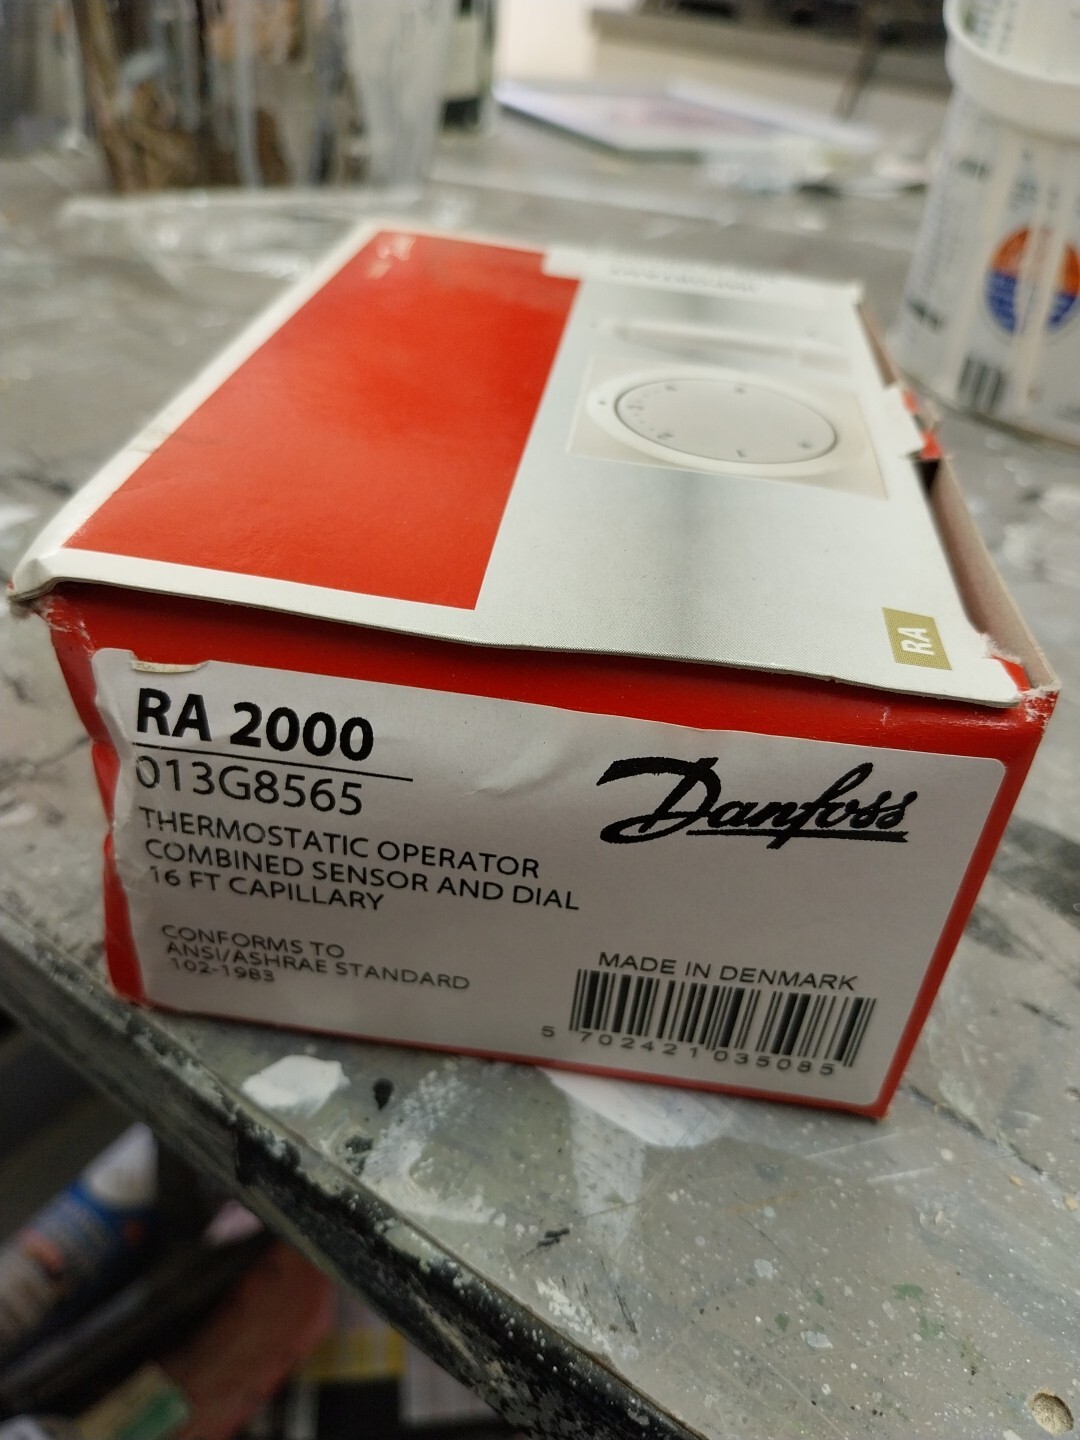 RA
RA 2000
013G8565
THERMOSTATIC OPERATOR
COMBINED SENSOR AND DIAL
16 FT CAPILLARY
CONFORMS TO
ANSI/ASHRAE STANDARD
102-1983
Danfoss
MADE IN DENMARK
5 702421 035085